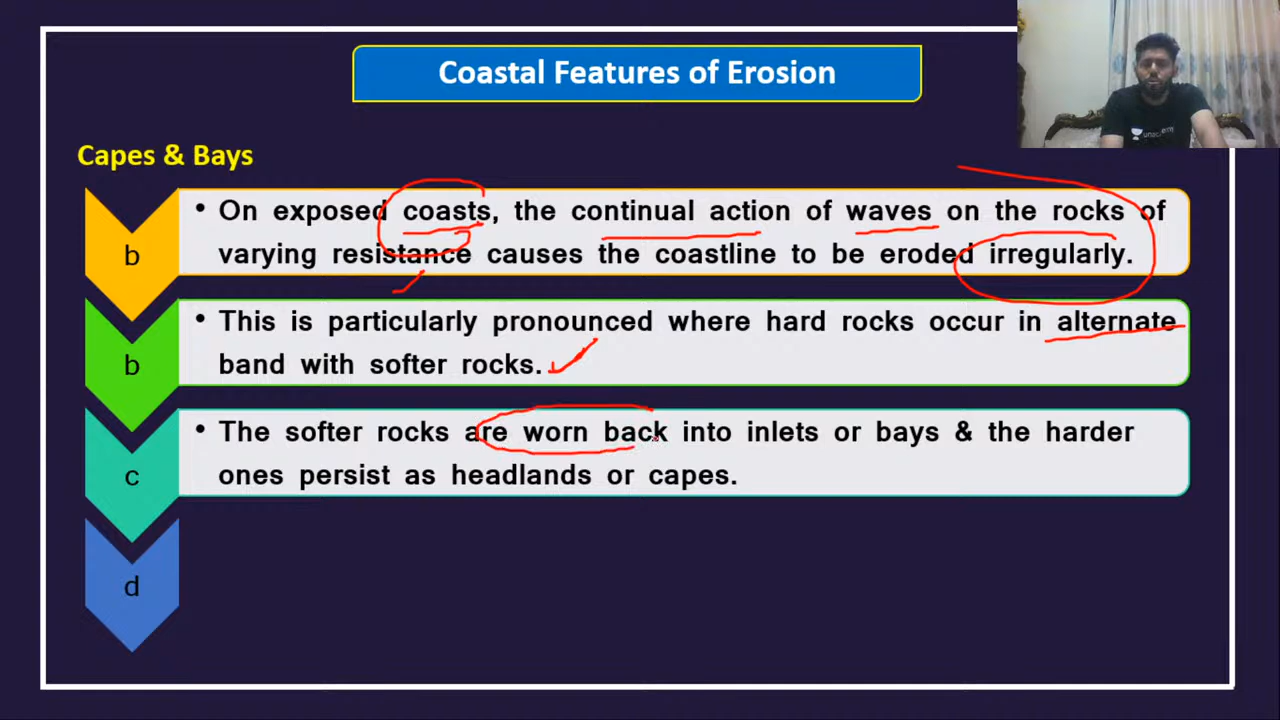 Coastal Features of Erosion
Capes & Bays
b
• On exposed coasts, the continual action of waves on the rocks of
varying resistance causes the coastline to be eroded irregularly.
b
• This is particularly pronounced where hard rocks occur in alternate
band with softer rocks.
c
• The softer rocks are worn back into inlets or bays & the harder
ones persist as headlands or capes.
d
unacademy